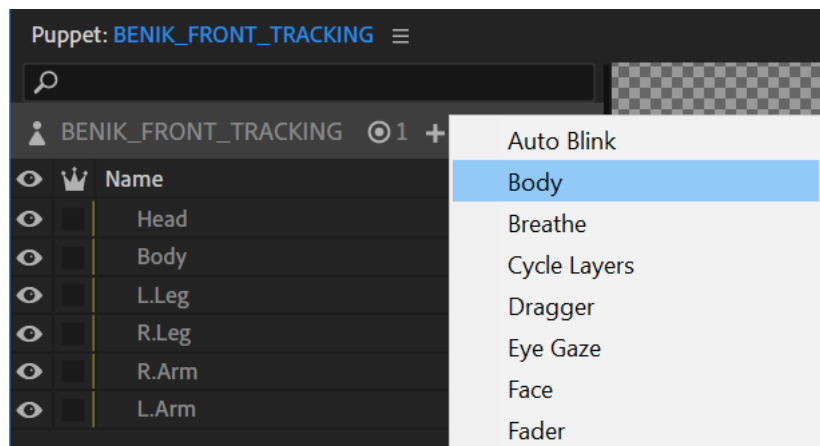 Puppet: BENIK_FRONT_TRACKING
BENIK_FRONT_TRACKING 1 +
Name
Head
Body
L.Leg
R.Leg
R.Arm
L.Arm
Auto Blink
Body
Breathe
Cycle Layers
Dragger
Eye Gaze
Face
Fader